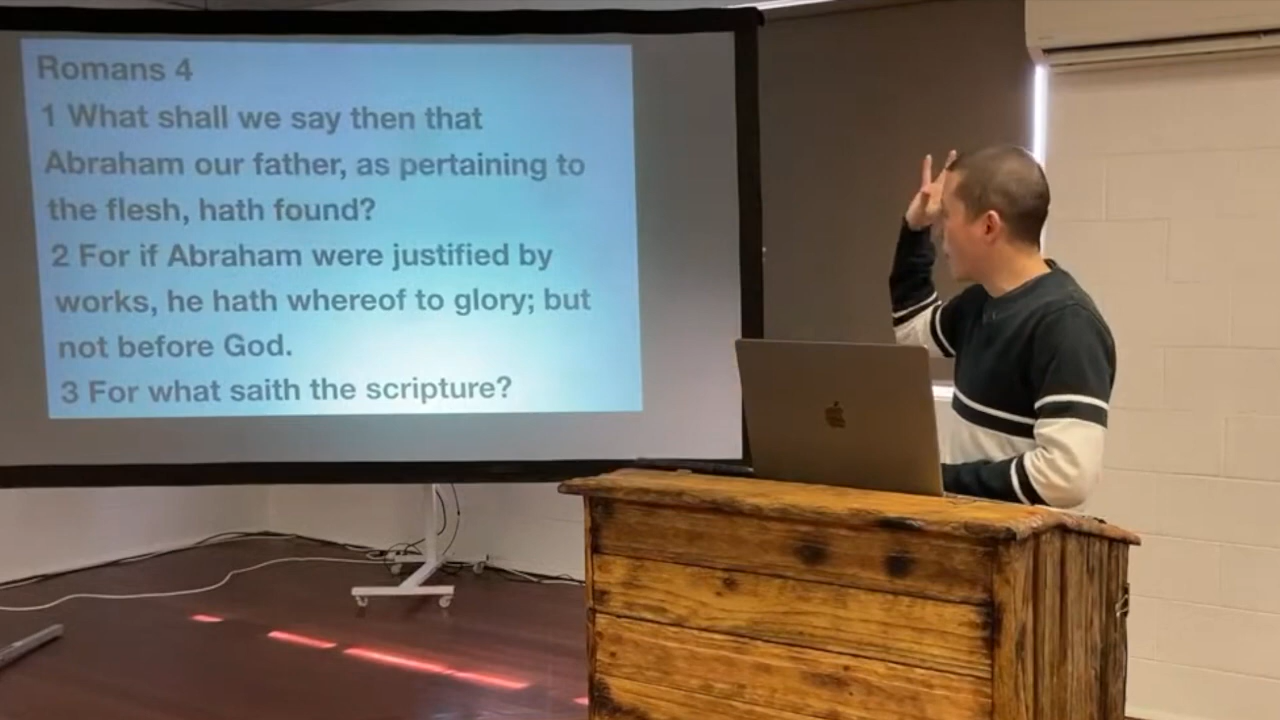 Romans 4
1 What shall we say then that
Abraham our father, as pertaining to
the flesh, hath found?
2 For if Abraham were justified by
works, he hath whereof to glory; but
not before God.
3 For what saith the scripture?